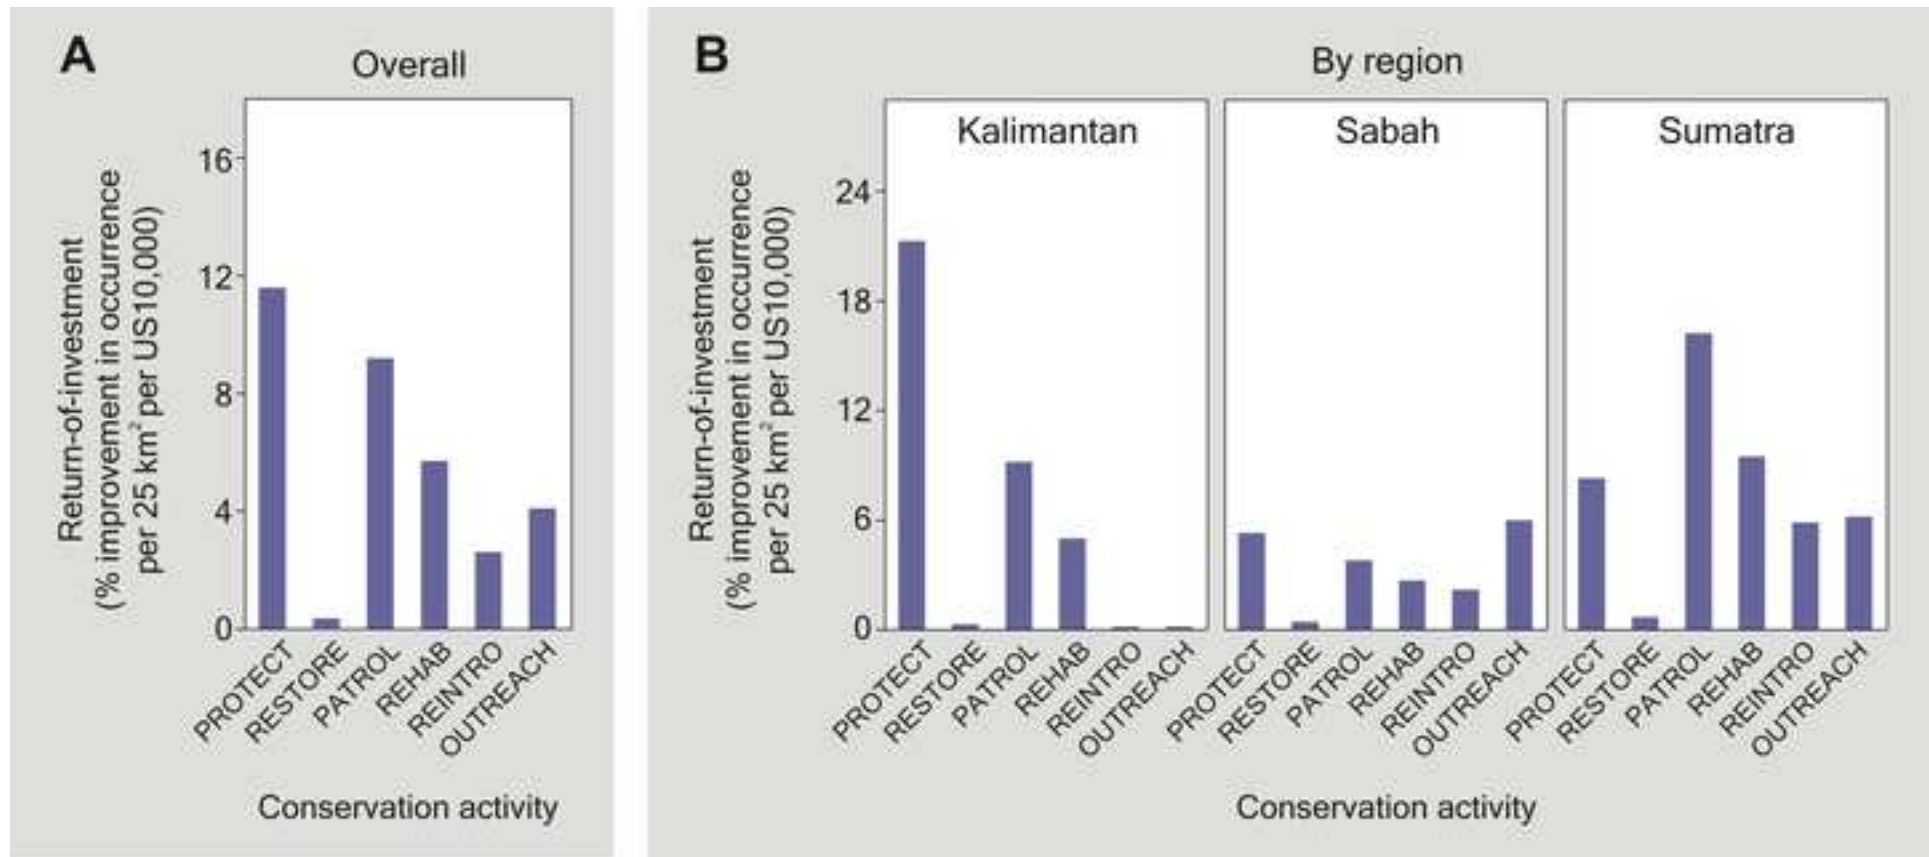 A
Overall
Return-of-investment
(% improvement in occurrence
per 25 km² per US10,000)
16
12
8
4
0
PROTECT
RESTORE
PATROL
REHAB
REINTRO
OUTREACH
Conservation activity
B
By region
Kalimantan
Sabah
Sumatra
Return-of-investment
(% improvement in occurrence
per 25 km² per US10,000)
24
18
12
6
0
PROTECT
RESTORE
PATROL
REHAB
REINTRO
OUTREACH
PROTECT
RESTORE
PATROL
REHAB
REINTRO
OUTREACH
PROTECT
RESTORE
PATROL
REHAB
REINTRO
OUTREACH
Conservation activity